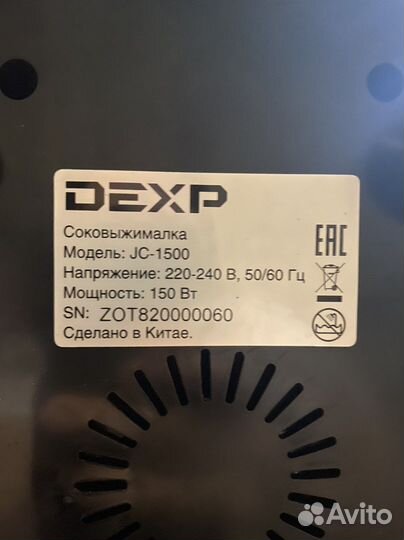 DEXP
Соковыжималка
Модель: JC-1500
Напряжение: 220-240 В, 50/60 Гц
Мощность: 150 Вт
SN: ZOT820000060
Сделано в Китае.
EAC
Avito